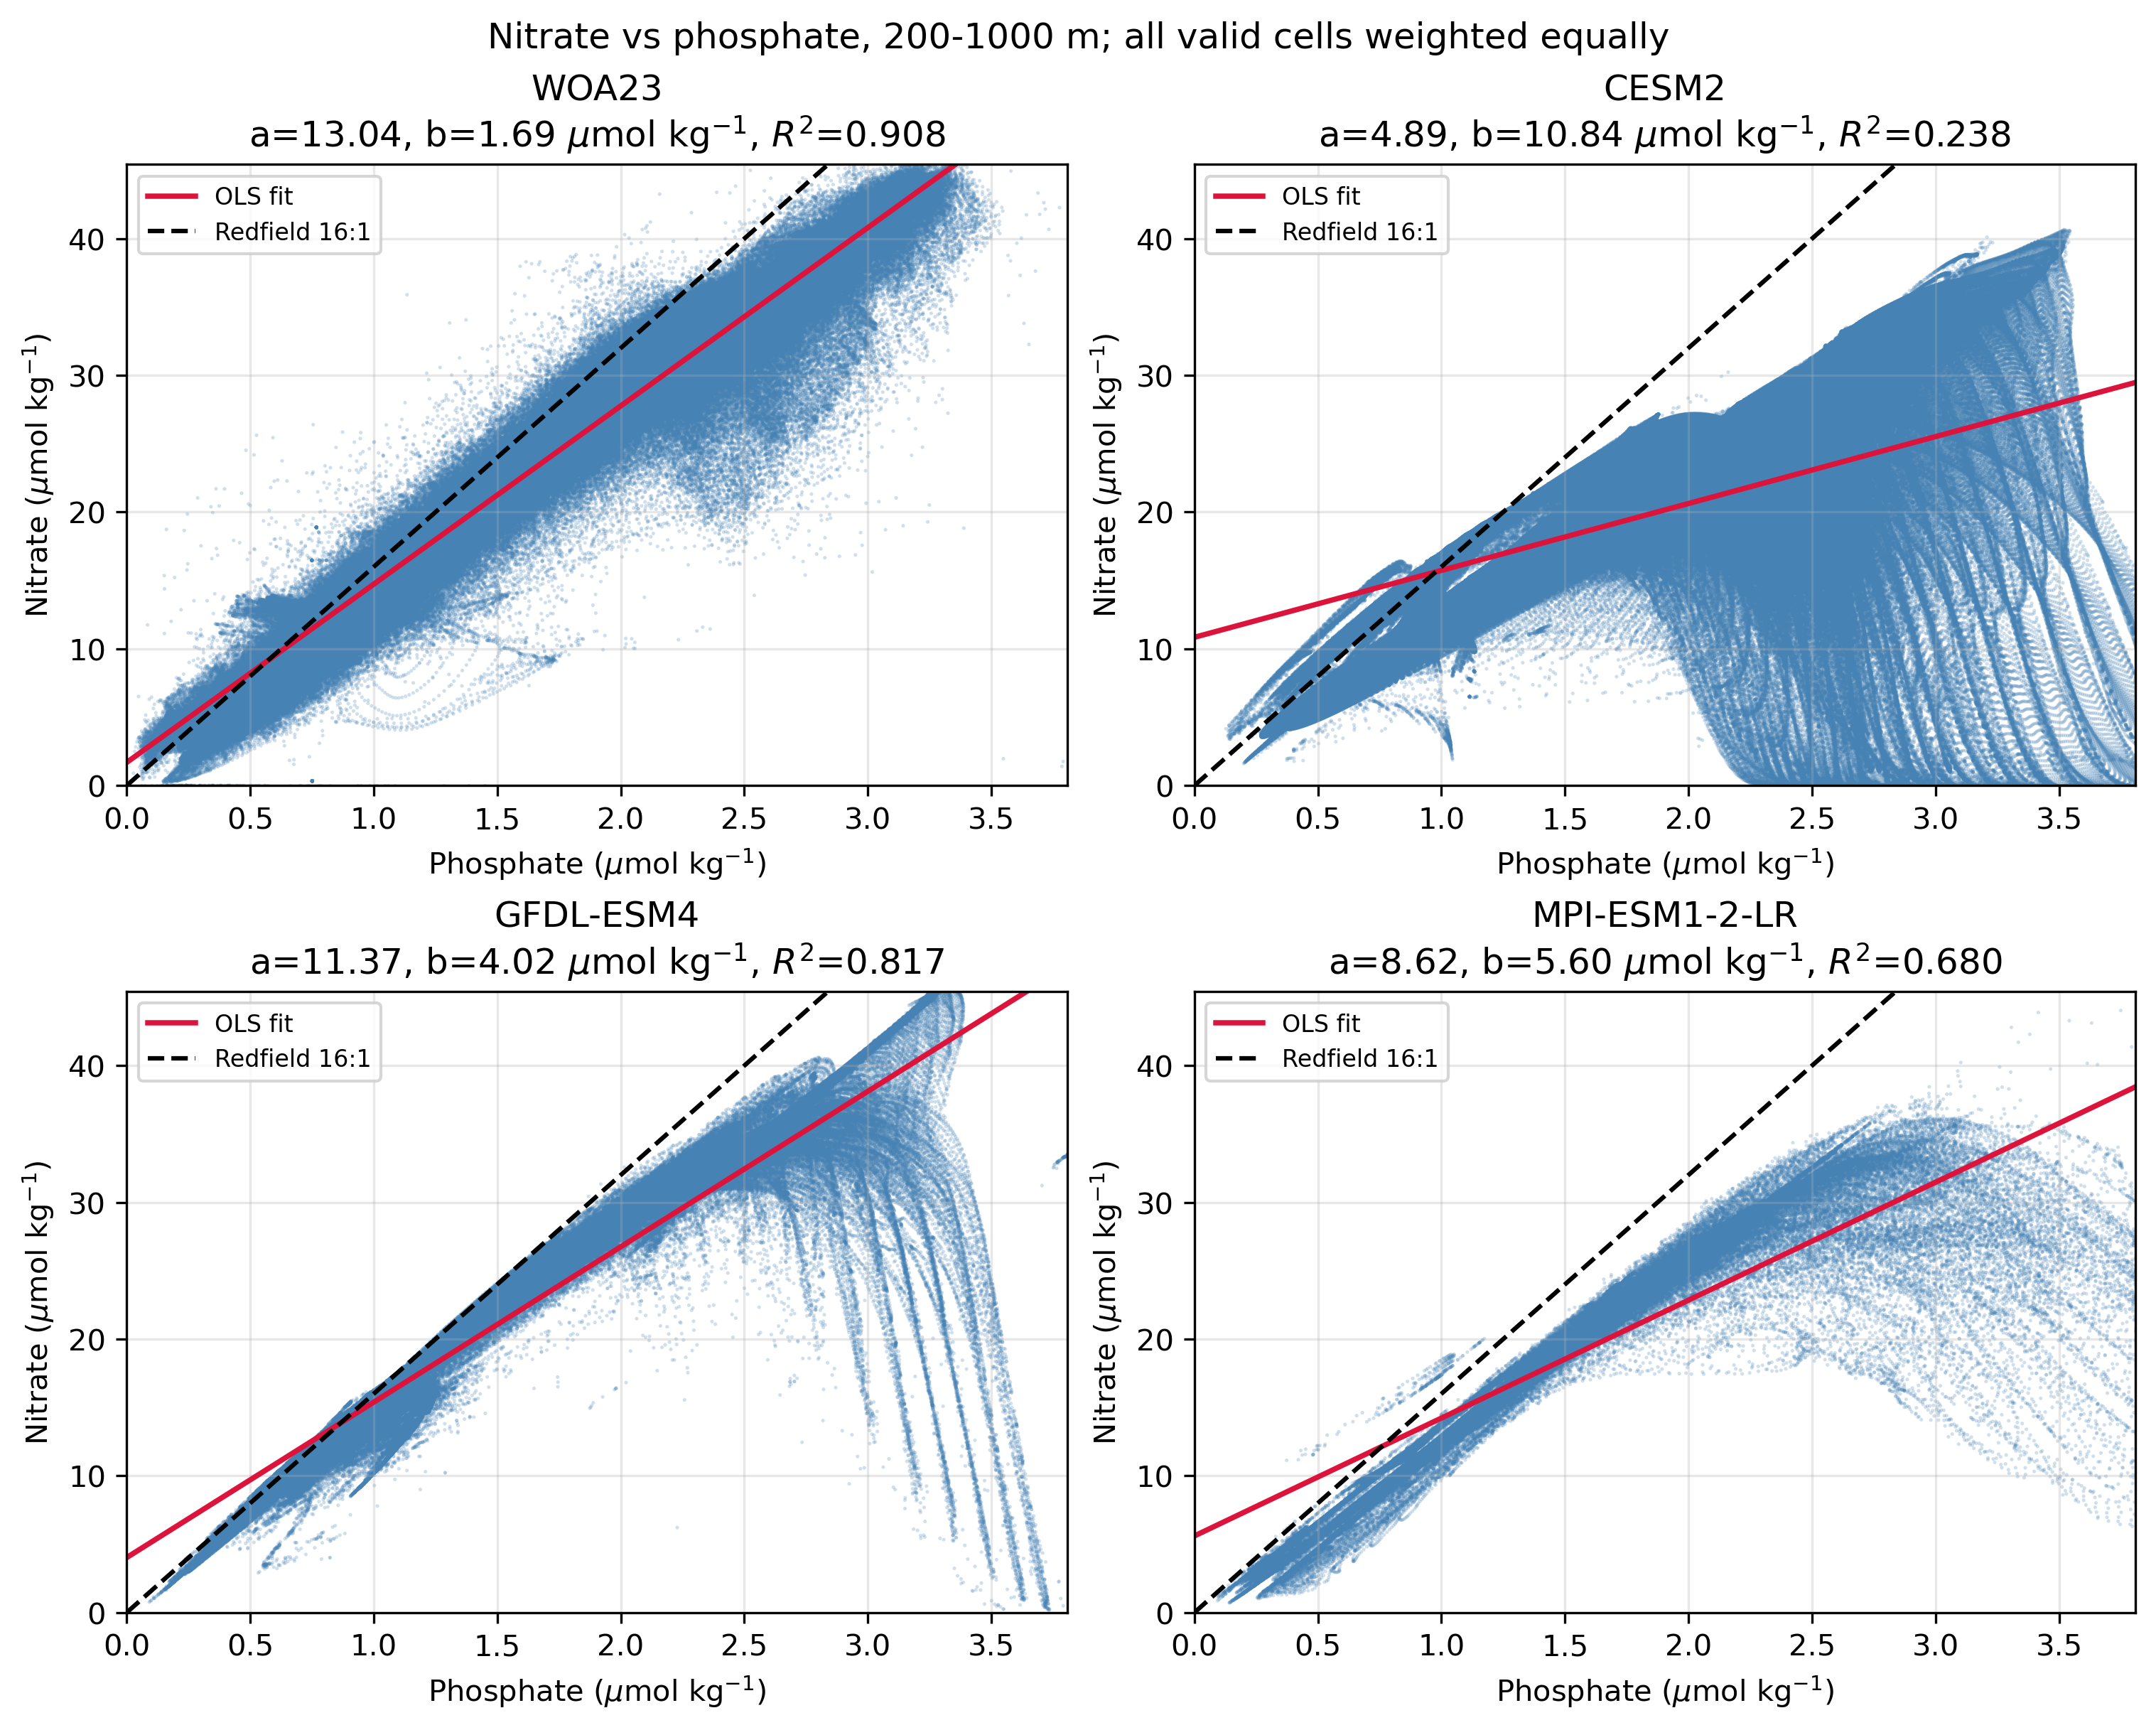 Nitrate vs phosphate, 200-1000 m; all valid cells weighted equally
WOA23
a=13.04, b=1.69 μmol kg⁻¹, R²=0.908
OLS fit
Redfield 16:1
40
30
20
10
0
Nitrate (μmol kg⁻¹)
0.0 0.5 1.0 1.5 2.0 2.5 3.0 3.5
Phosphate (μmol kg⁻¹)
CESM2
a=4.89, b=10.84 μmol kg⁻¹, R²=0.238
OLS fit
Redfield 16:1
40
30
20
10
0
Nitrate (μmol kg⁻¹)
0.0 0.5 1.0 1.5 2.0 2.5 3.0 3.5
Phosphate (μmol kg⁻¹)
GFDL-ESM4
a=11.37, b=4.02 μmol kg⁻¹, R²=0.817
OLS fit
Redfield 16:1
40
30
20
10
0
Nitrate (μmol kg⁻¹)
0.0 0.5 1.0 1.5 2.0 2.5 3.0 3.5
Phosphate (μmol kg⁻¹)
MPI-ESM1-2-LR
a=8.62, b=5.60 μmol kg⁻¹, R²=0.680
OLS fit
Redfield 16:1
40
30
20
10
0
Nitrate (μmol kg⁻¹)
0.0 0.5 1.0 1.5 2.0 2.5 3.0 3.5
Phosphate (μmol kg⁻¹)